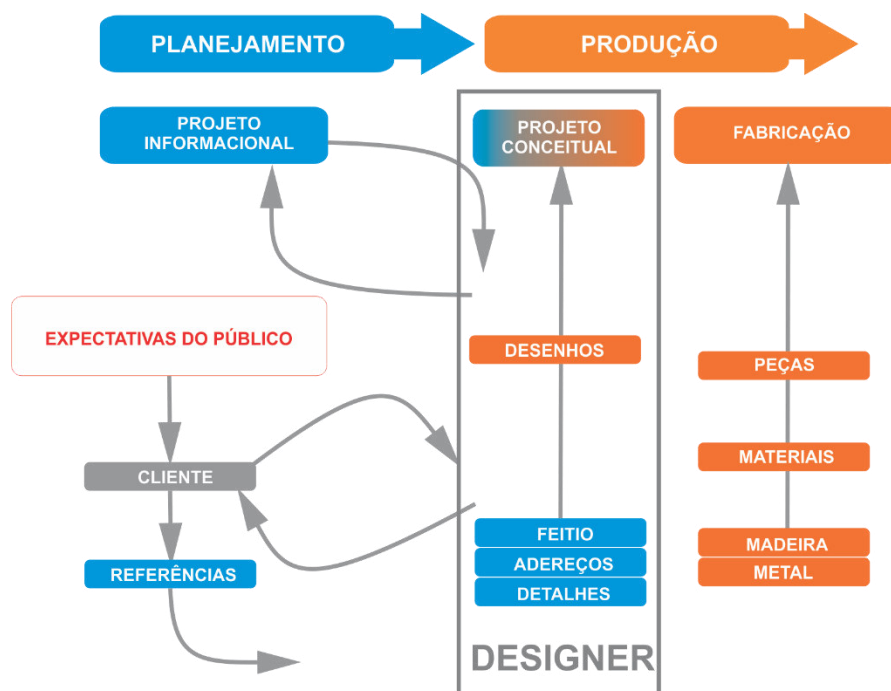 PLANEJAMENTO
PRODUÇÃO
PROJETO
INFORMACIONAL
PROJETO
CONCEITUAL
FABRICAÇÃO
EXPECTATIVAS DO PÚBLICO
DESENHOS
PEÇAS
CLIENTE
MATERIAIS
REFERÊNCIAS
FEITIO
ADEREÇOS
DETALHES
MADEIRA
METAL
DESIGNER